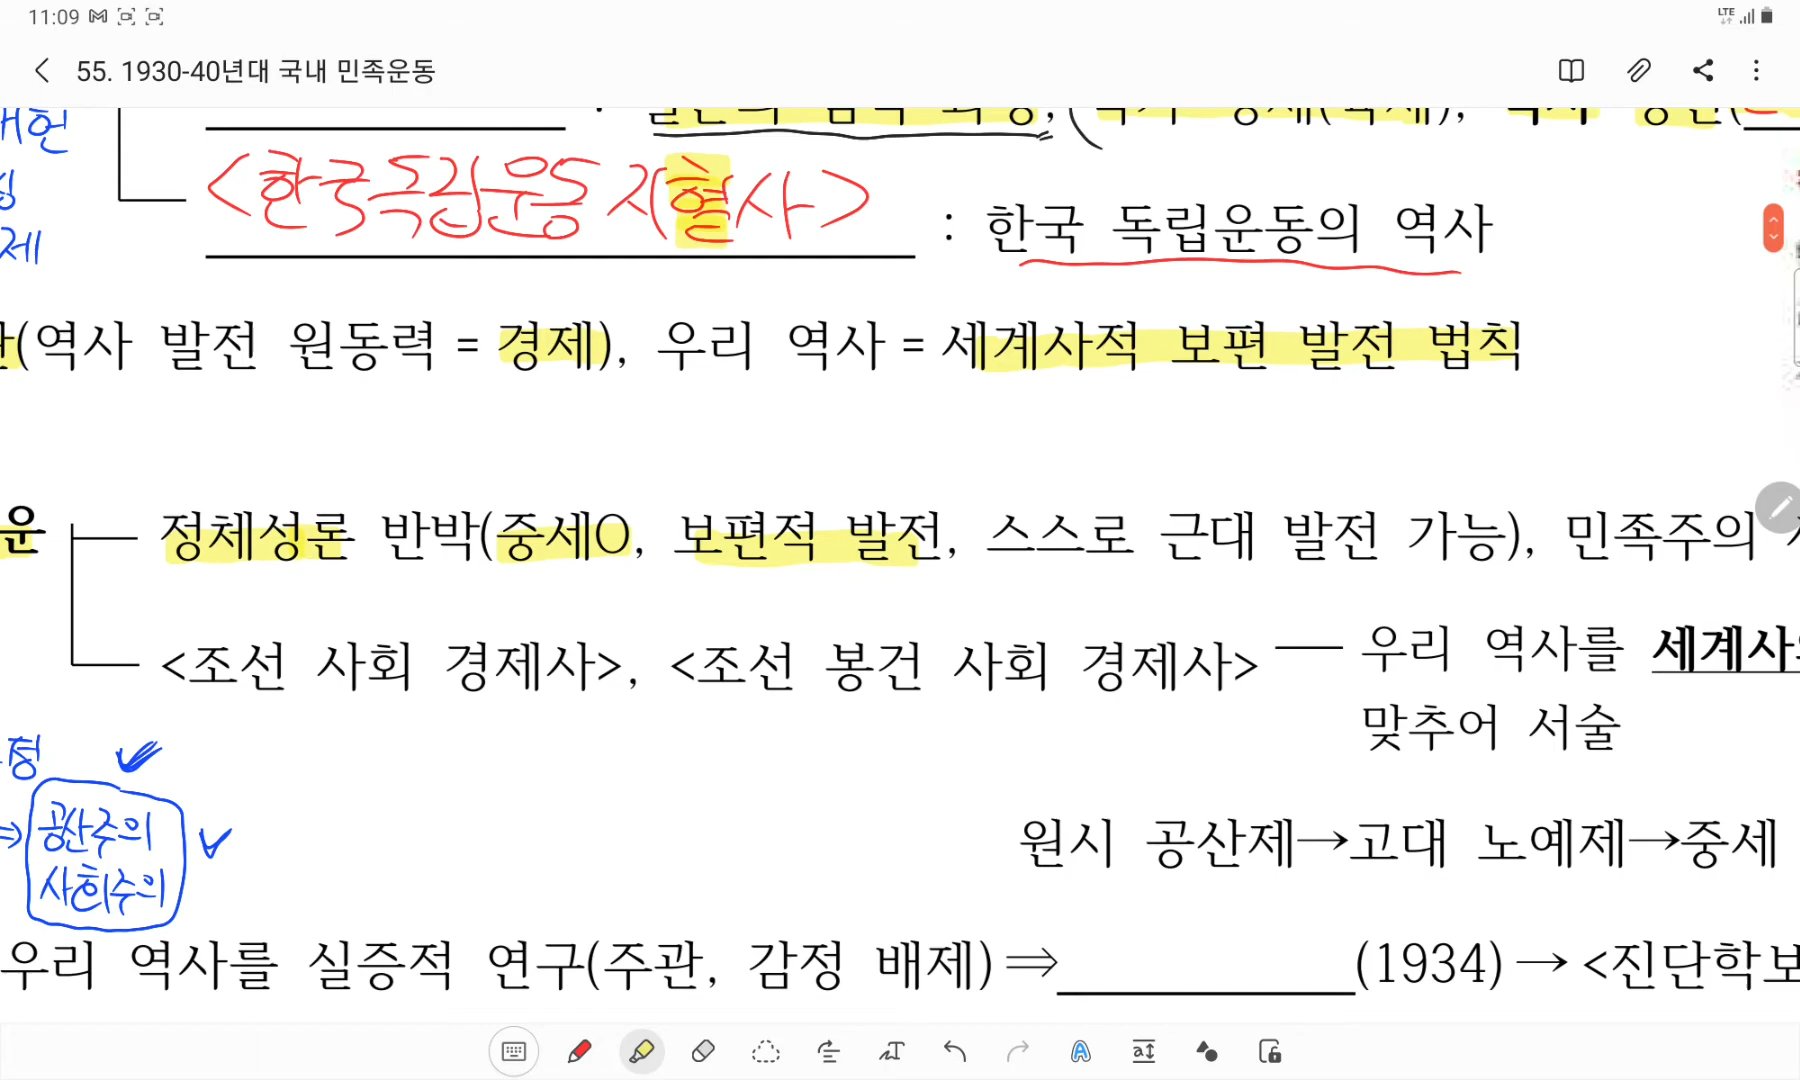 11:09
LTE
55. 1930-40년대 국내 민족운동
제
<한국독립운동지혈사> : 한국 독립운동의 역사
(역사 발전 원동력 = 경제), 우리 역사 = 세계사적 보편 발전 법칙
운 정체성론 반박(중세O, 보편적 발전, 스스로 근대 발전 가능), 민족주의
<조선 사회 경제사>, <조선 봉건 사회 경제사> — 우리 역사를 세계사
맞추어 서술
⇒ 공산주의
사회주의
원시 공산제→고대 노예제→중세
우리 역사를 실증적 연구(주관, 감정 배제)⇒ (1934)→<진단학보